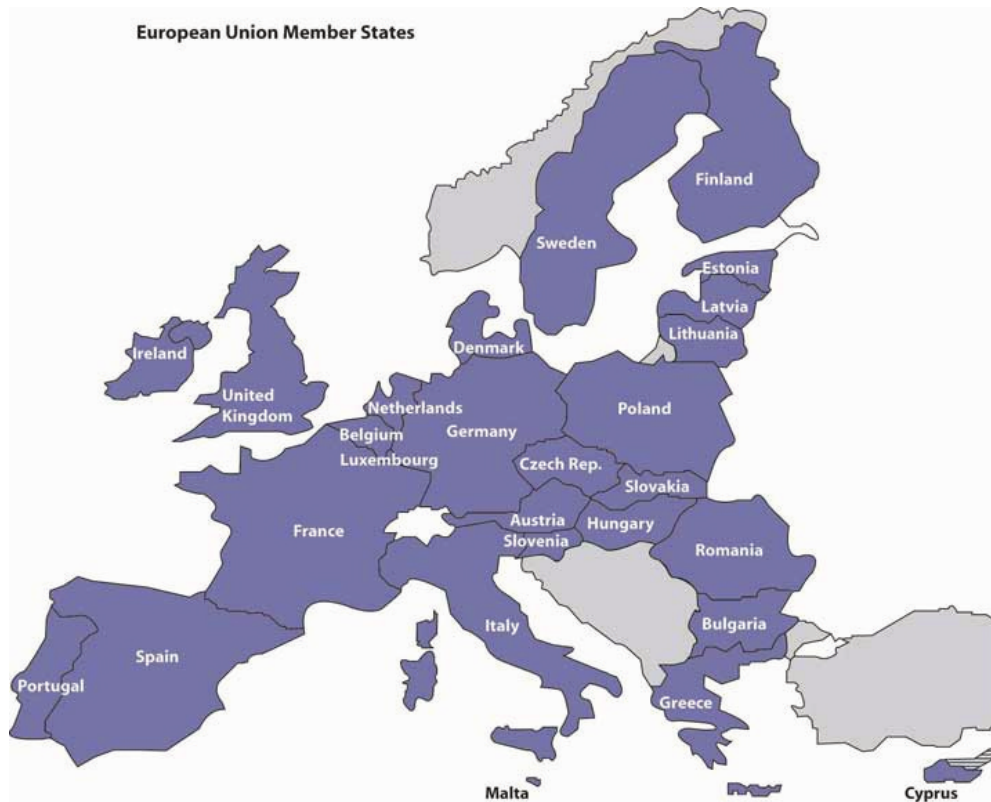 European Union Member States
Finland
Sweden
Estonia
Latvia
Lithuania
Denmark
Ireland
United
Kingdom
Netherlands
Poland
Belgium
Germany
Luxembourg
Czech Rep.
Slovakia
France
Austria
Hungary
Slovenia
Romania
Italy
Bulgaria
Spain
Portugal
Greece
Malta
Cyprus